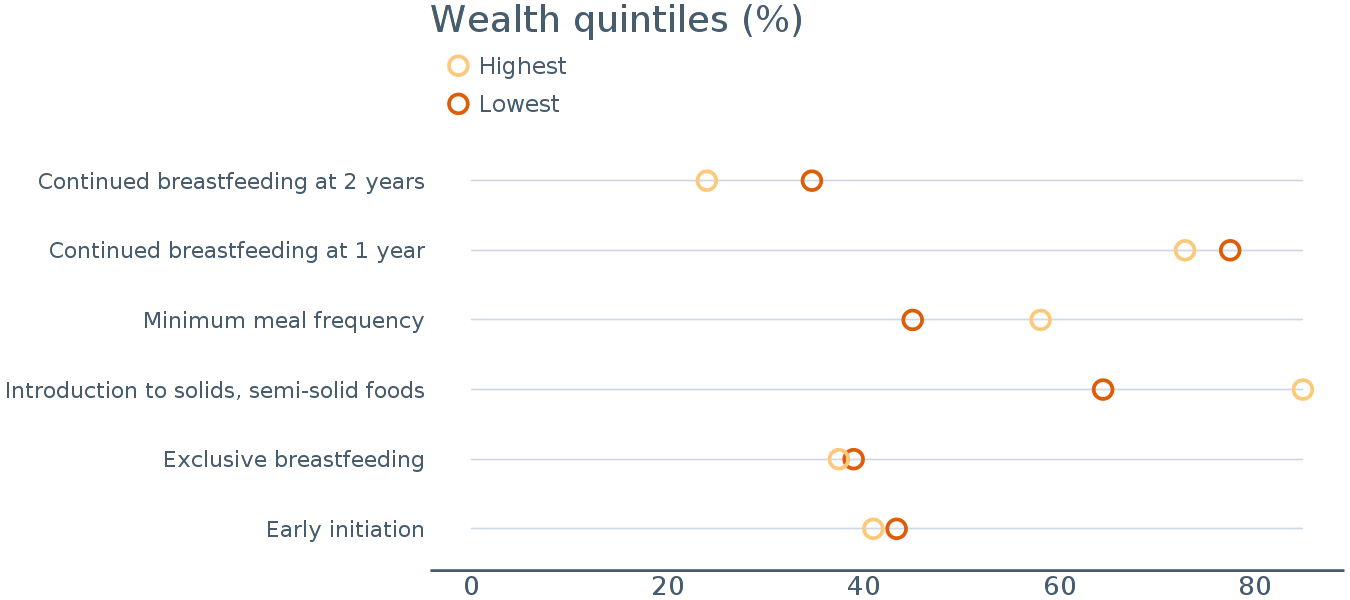 Wealth quintiles (%)
Highest
Lowest
Continued breastfeeding at 2 years
Continued breastfeeding at 1 year
Minimum meal frequency
Introduction to solids, semi-solid foods
Exclusive breastfeeding
Early initiation
0 20 40 60 80